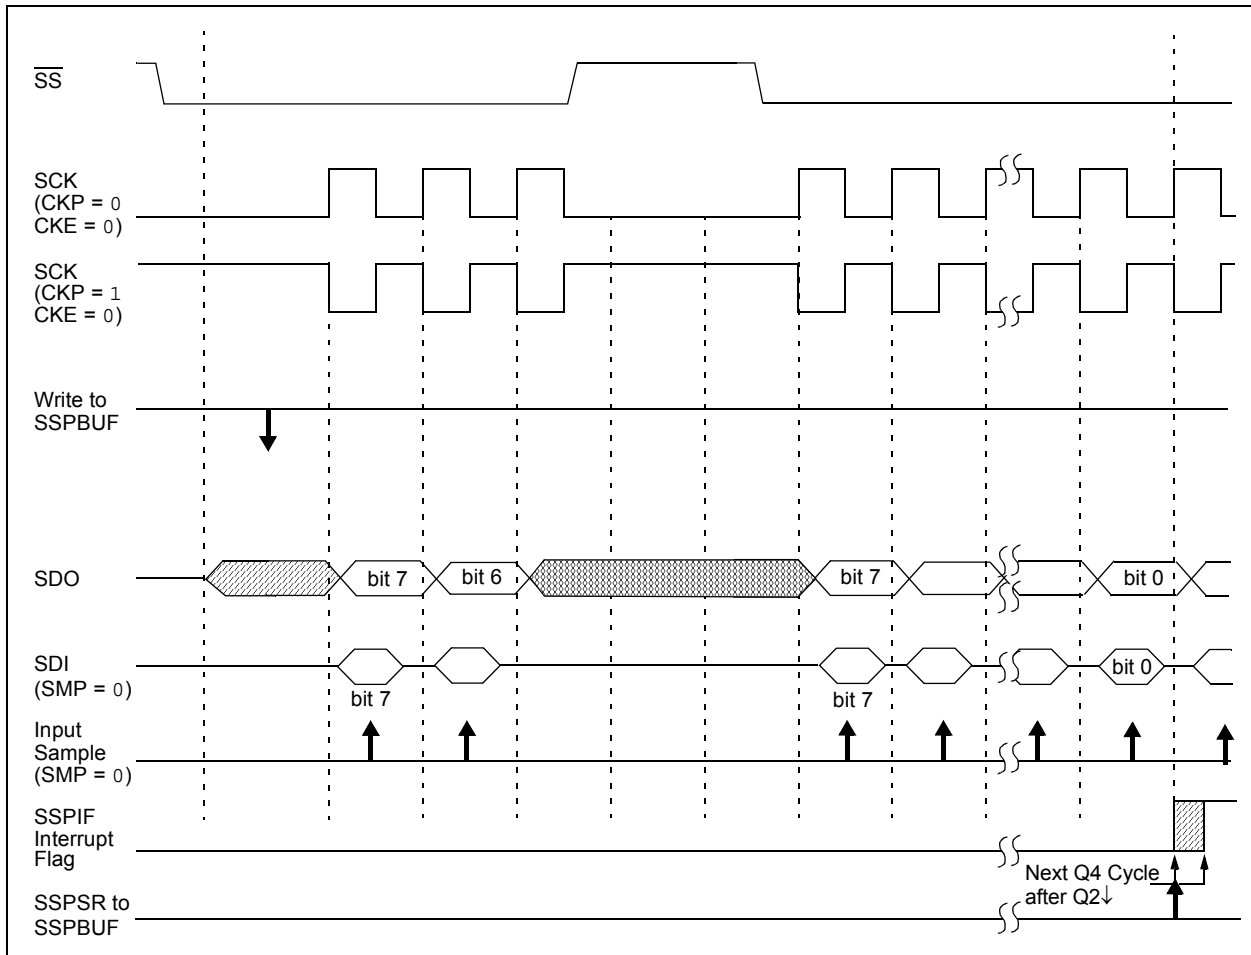 SS
SCK
(CKP = 0
CKE = 0)
SCK
(CKP = 1
CKE = 0)
Write to
SSPBUF
SDO
bit 7
bit 6
bit 7
bit 0
SDI
(SMP = 0)
bit 7
bit 7
bit 0
Input
Sample
(SMP = 0)
SSPIF
Interrupt
Flag
Next Q4 Cycle
after Q2↓
SSPSR to
SSPBUF